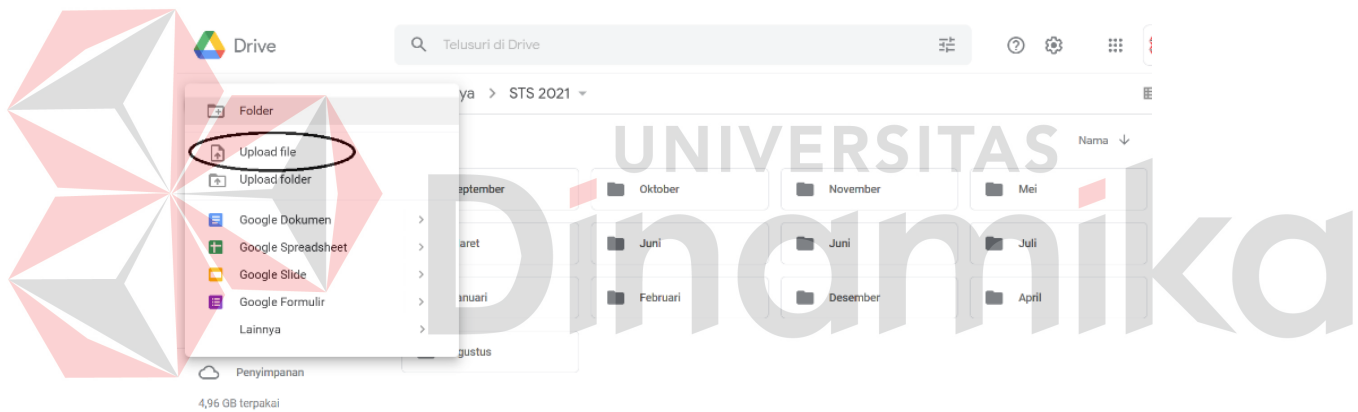 Drive
Telusuri di Drive
ya > STS 2021
Folder
UNIVERSITAS
Nama
Upload file
Upload folder
eptember
Oktober
November
Mei
Dinamika
Google Dokumen
Google Spreadsheet
aret
Juni
Juni
Juli
Google Slide
Google Formulir
anuari
Februari
Desember
April
Lainnya
gustus
Penyimpanan
4,96 GB terpakai